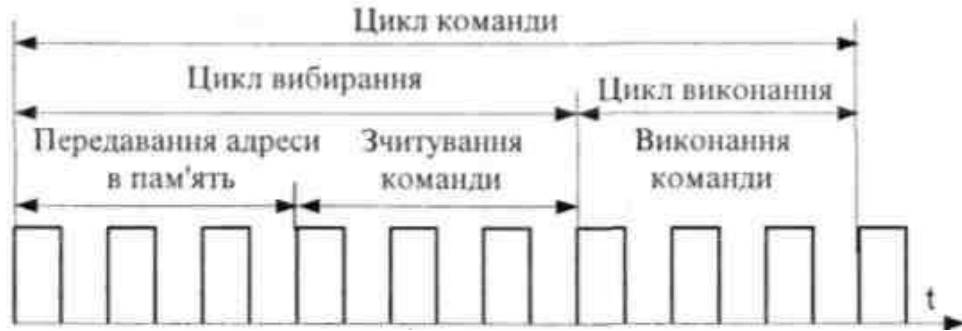 Цикл команди
Цикл вибирання
Цикл виконання
Передавання адреси
в пам'ять
Зчитування
команди
Виконання
команди
t